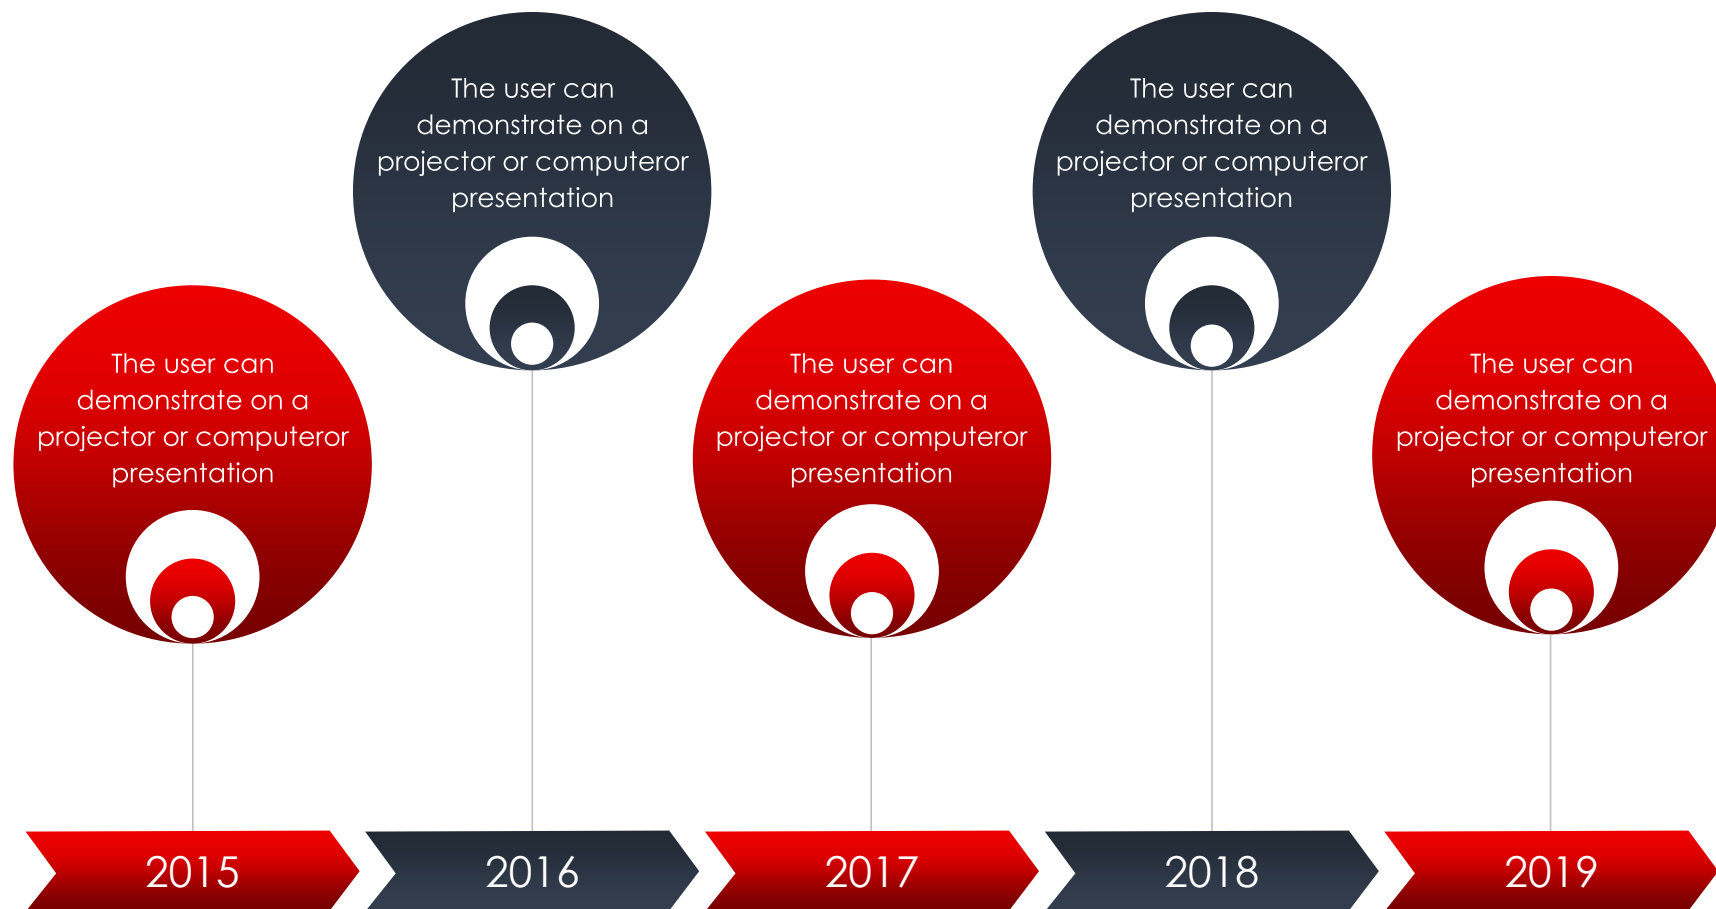 The user can
demonstrate on a
projector or computeror
presentation
The user can
demonstrate on a
projector or computeror
presentation
The user can
demonstrate on a
projector or computeror
presentation
The user can
demonstrate on a
projector or computeror
presentation
The user can
demonstrate on a
projector or computeror
presentation
2015
2016
2017
2018
2019